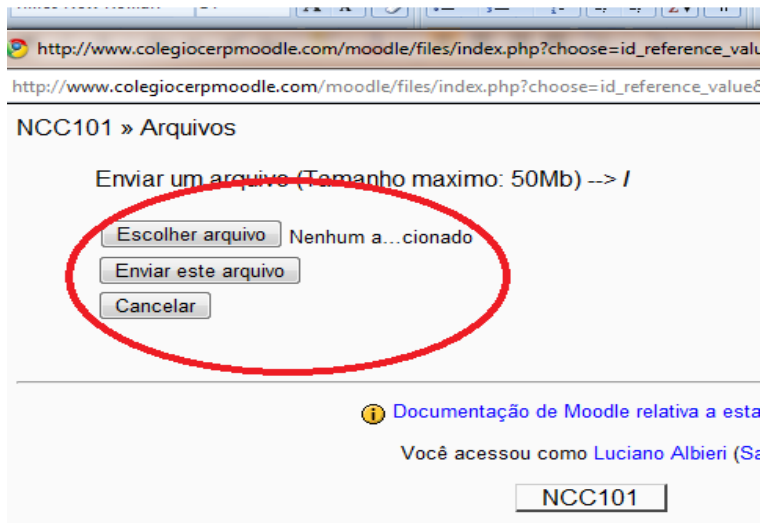 http://www.colegiocerpmoodle.com/moodle/files/index.php?choose=id_reference_valu
http://www.colegiocerpmoodle.com/moodle/files/index.php?choose=id_reference_value&
NCC101 » Arquivos
Enviar um arquivo (Tamanho maximo: 50Mb) --> /
Escolher arquivo Nenhum a...cionado
Enviar este arquivo
Cancelar
Documentação de Moodle relativa a esta
Você acessou como Luciano Albieri (Sa
NCC101